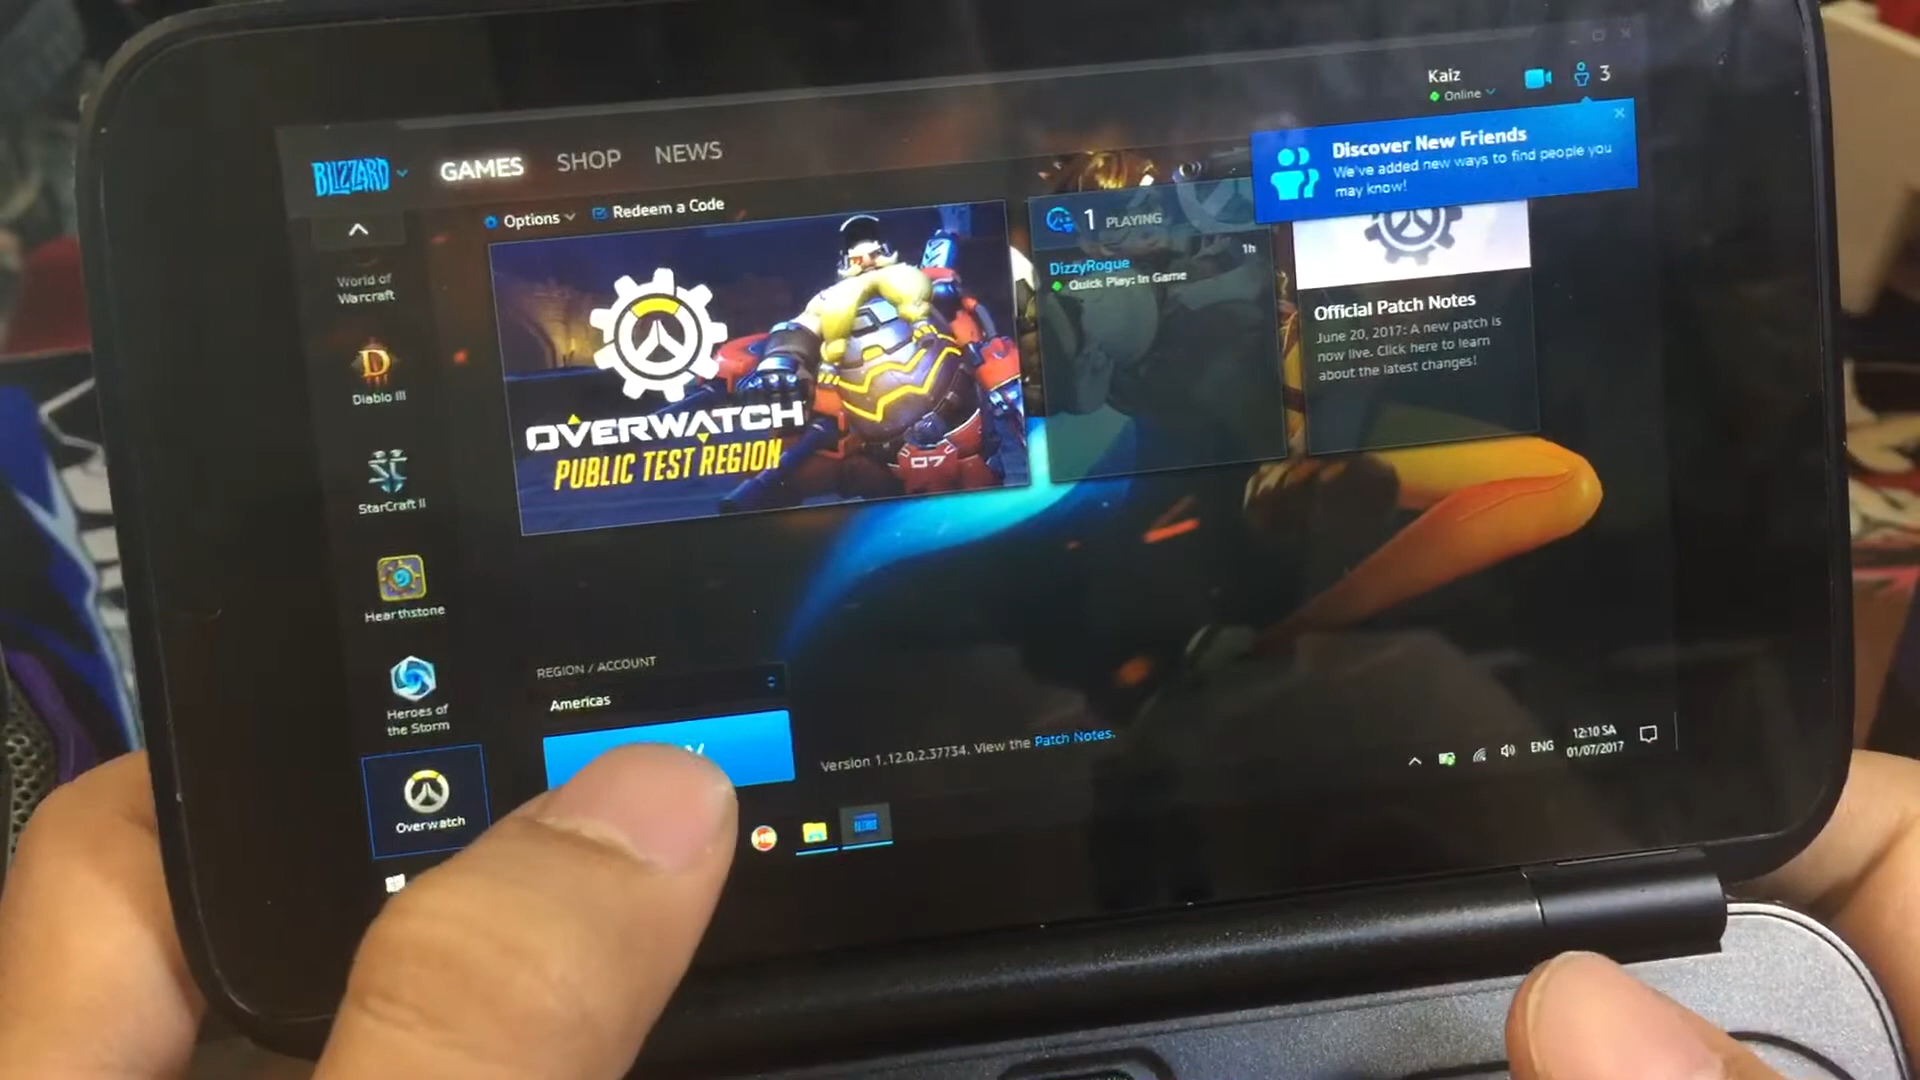 Kaiz
Online
3
BLIZZARD
GAMES
SHOP
NEWS
Discover New Friends
We've added new ways to find people you
may know!
Options
Redeem a Code
World of
Warcraft
Diablo III
StarCraft II
Hearthstone
Heroes of
the Storm
Overwatch
OVERWATCH
PUBLIC TEST REGION
07
1 PLAYING
1h
DizzyRogue
Quick Play: In Game
Official Patch Notes
June 20, 2017: A new patch is
now live. Click here to learn
about the latest changes!
REGION / ACCOUNT
Americas
Version 1.12.0.2.37734. View the Patch Notes.
ENG
12:10 SA
01/07/2017